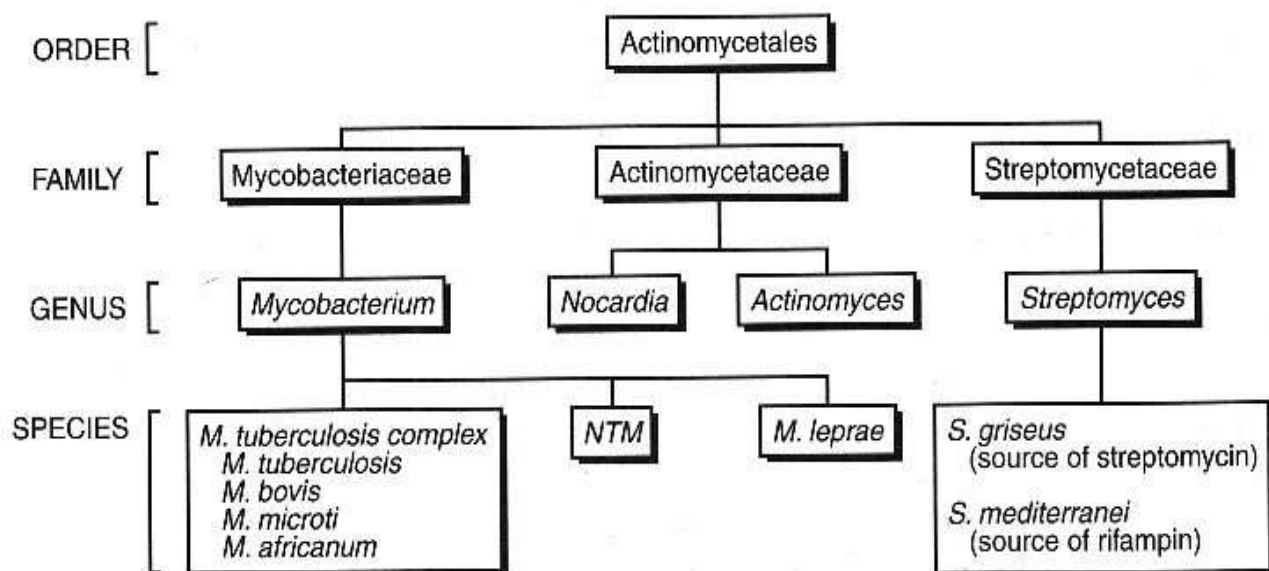 ORDER
Actinomycetales
FAMILY
Mycobacteriaceae
Actinomycetaceae
Streptomycetaceae
GENUS
Mycobacterium
Nocardia
Actinomyces
Streptomyces
SPECIES
M. tuberculosis complex
M. tuberculosis
M. bovis
M. microti
M. africanum
NTM
M. leprae
S. griseus
(source of streptomycin)
S. mediterranei
(source of rifampin)